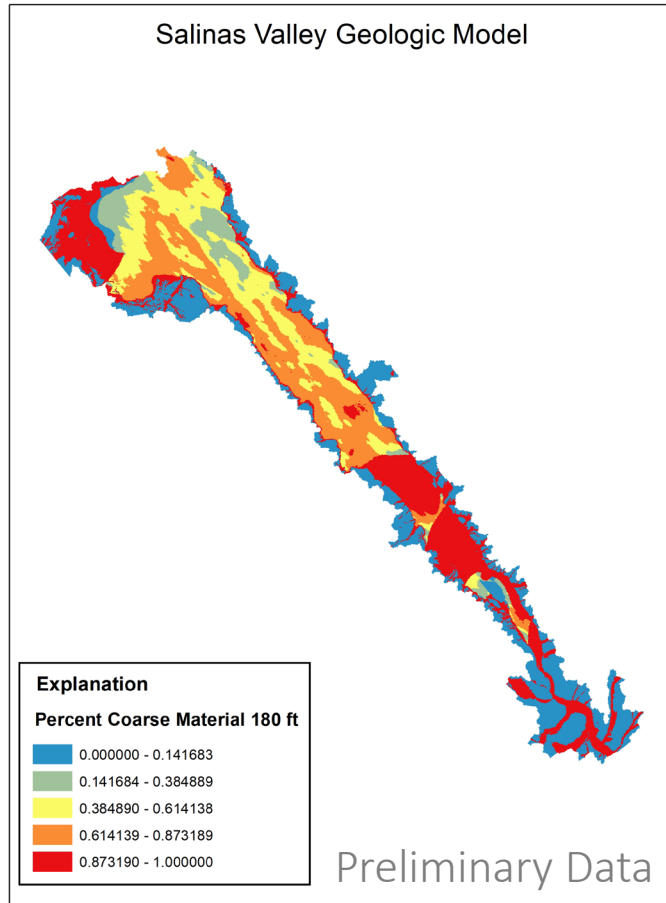 Salinas Valley Geologic Model
Explanation
Percent Coarse Material 180 ft
0.000000 - 0.141683
0.141684 - 0.384889
0.384890 - 0.614138
0.614139 - 0.873189
0.873190 - 1.000000
Preliminary Data